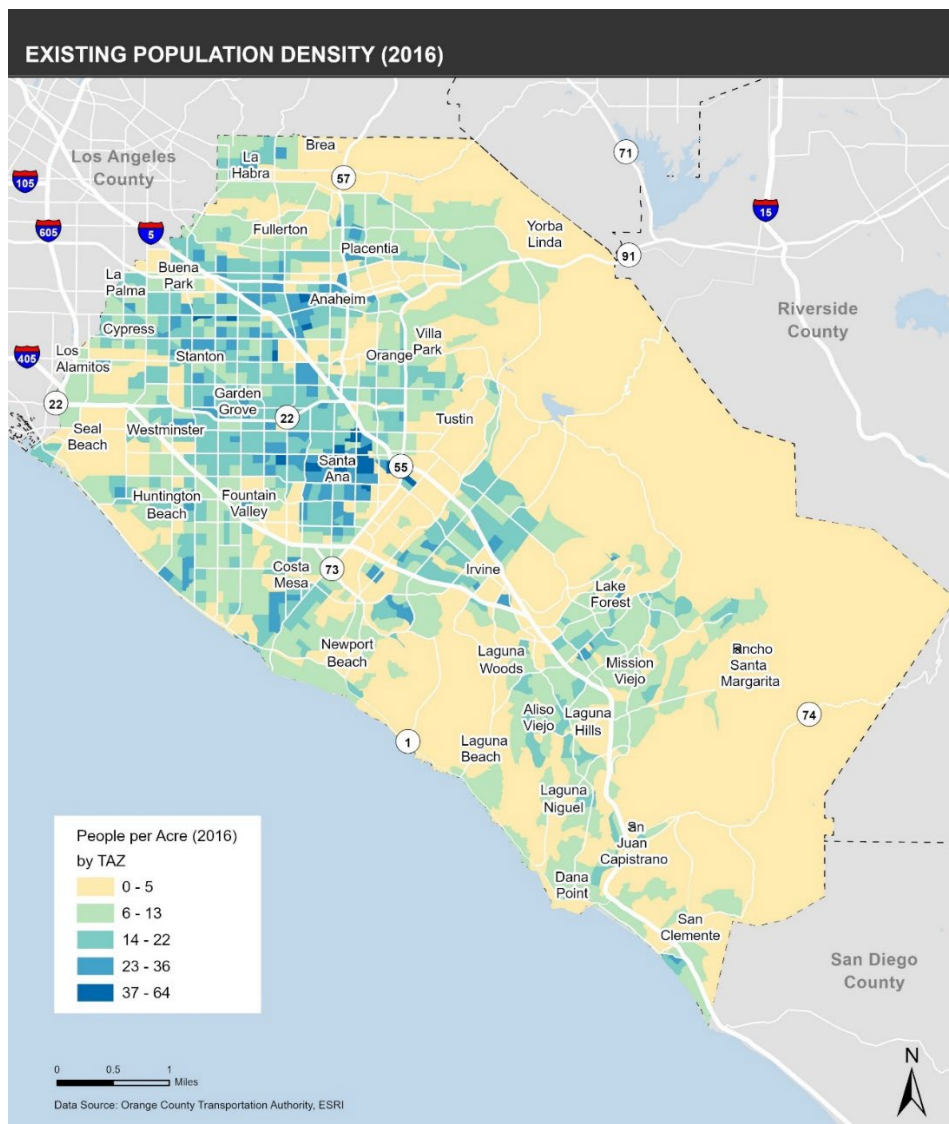 EXISTING POPULATION DENSITY (2016)
Los Angeles
County
105
605
5
405
22
La
Habra
Brea
57
71
15
Fullerton
Placentia
Yorba
Linda
91
La
Palma
Buena
Park
Anaheim
Riverside
County
Cypress
Villa
Park
Los
Alamitos
Stanton
Orange
Garden
Grove
22
Tustin
Seal
Beach
Westminster
Santa
Ana
55
Huntington
Beach
Fountain
Valley
Costa
Mesa
73
Irvine
Lake
Forest
Newport
Beach
Laguna
Woods
Mission
Viejo
Santa
Margarita
Aliso
Viejo
Laguna
Hills
74
1
Laguna
Beach
Laguna
Niguel
Juan
Capistrano
Dana
Point
San
Clemente
San Diego
County
People per Acre (2016)
by TAZ
0 - 5
6 - 13
14 - 22
23 - 36
37 - 64
0 0.5 1
Miles
Data Source: Orange County Transportation Authority, ESRI
N